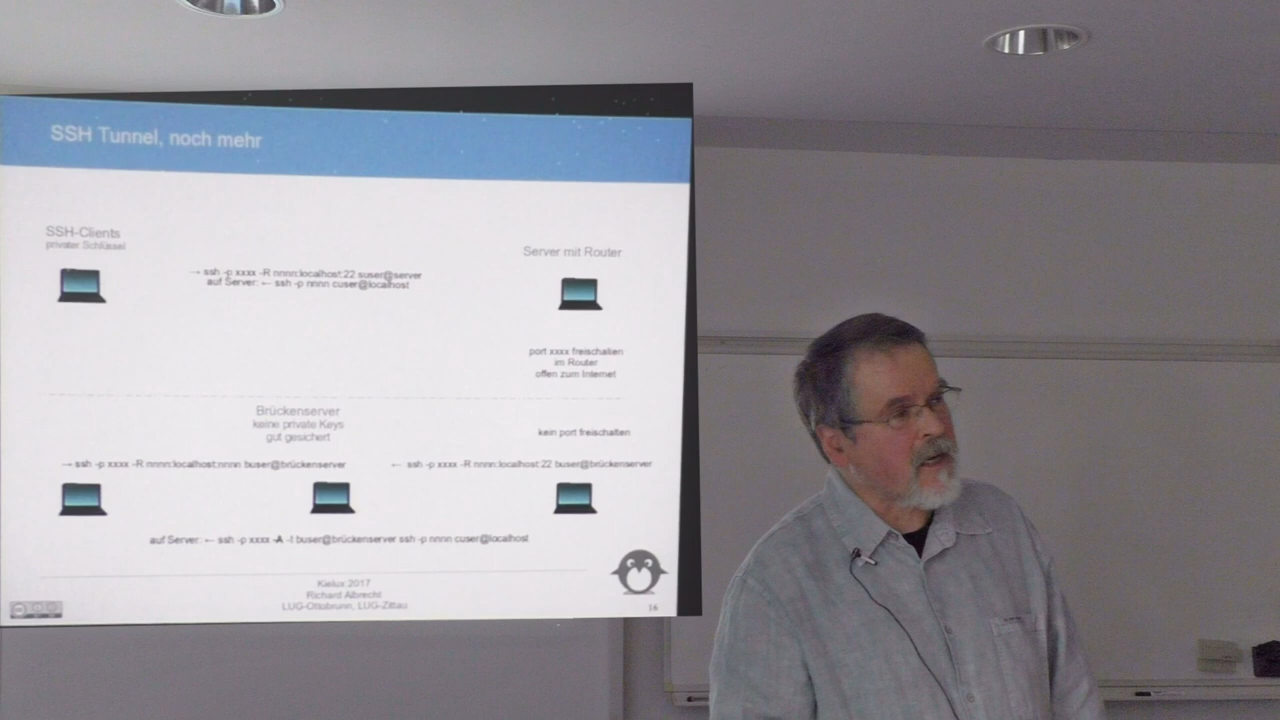 SSH Tunnel, noch mehr
SSH-Clients
privater Schlüssel
Server mit Router
→ ssh -p xxxx -R nnnn:localhost:22 suser@server
auf Server: ← ssh -p nnnn cuser@localhost
port xxxx freischalten
im Router
offen zum Internet
Brückenserver
keine private Keys
gut gesichert
kein port freischalten
→ ssh -p xxxx -R nnnn:localhost:nnnn buser@brückenserver
← ssh -p xxxx -R nnnn:localhost:22 buser@brückenserver
auf Server: ← ssh -p xxxx -A -t buser@brückenserver ssh -p nnnn cuser@localhost
Kielux 2017
Richard Albrecht
LUG-Ottobrunn, LUG-Zittau
16